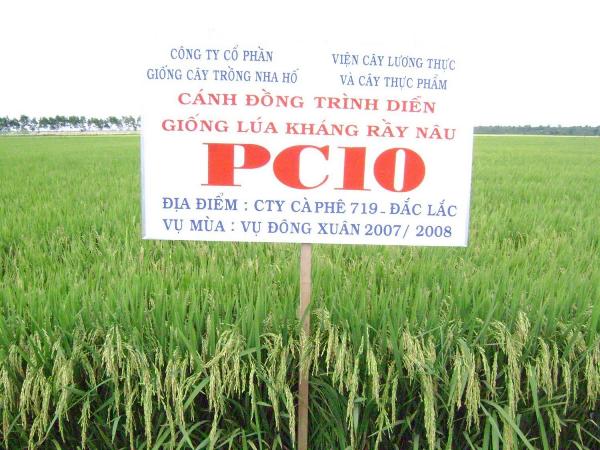 CÔNG TY CỔ PHẦN
GIỐNG CÂY TRỒNG NHA HỐ
VIỆN CÂY LƯƠNG THỰC
VÀ CÂY THỰC PHẨM
CÁNH ĐỒNG TRÌNH DIỄN
GIỐNG LÚA KHÁNG RẦY NÂU
PC10
ĐỊA ĐIỂM : CTY CÀ PHÊ 719 - ĐẮC LẮC
VỤ MÙA : VỤ ĐÔNG XUÂN 2007/ 2008